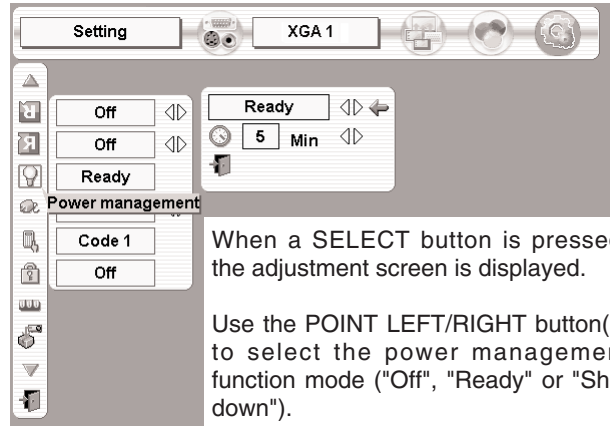 Setting XGA 1
Off Ready
Off 5 Min
Ready
Power management
Code 1
Off
When a SELECT button is presse
the adjustment screen is displayed.
Use the POINT LEFT/RIGHT button(
to select the power managemen
function mode ("Off", "Ready" or "Sh
down").